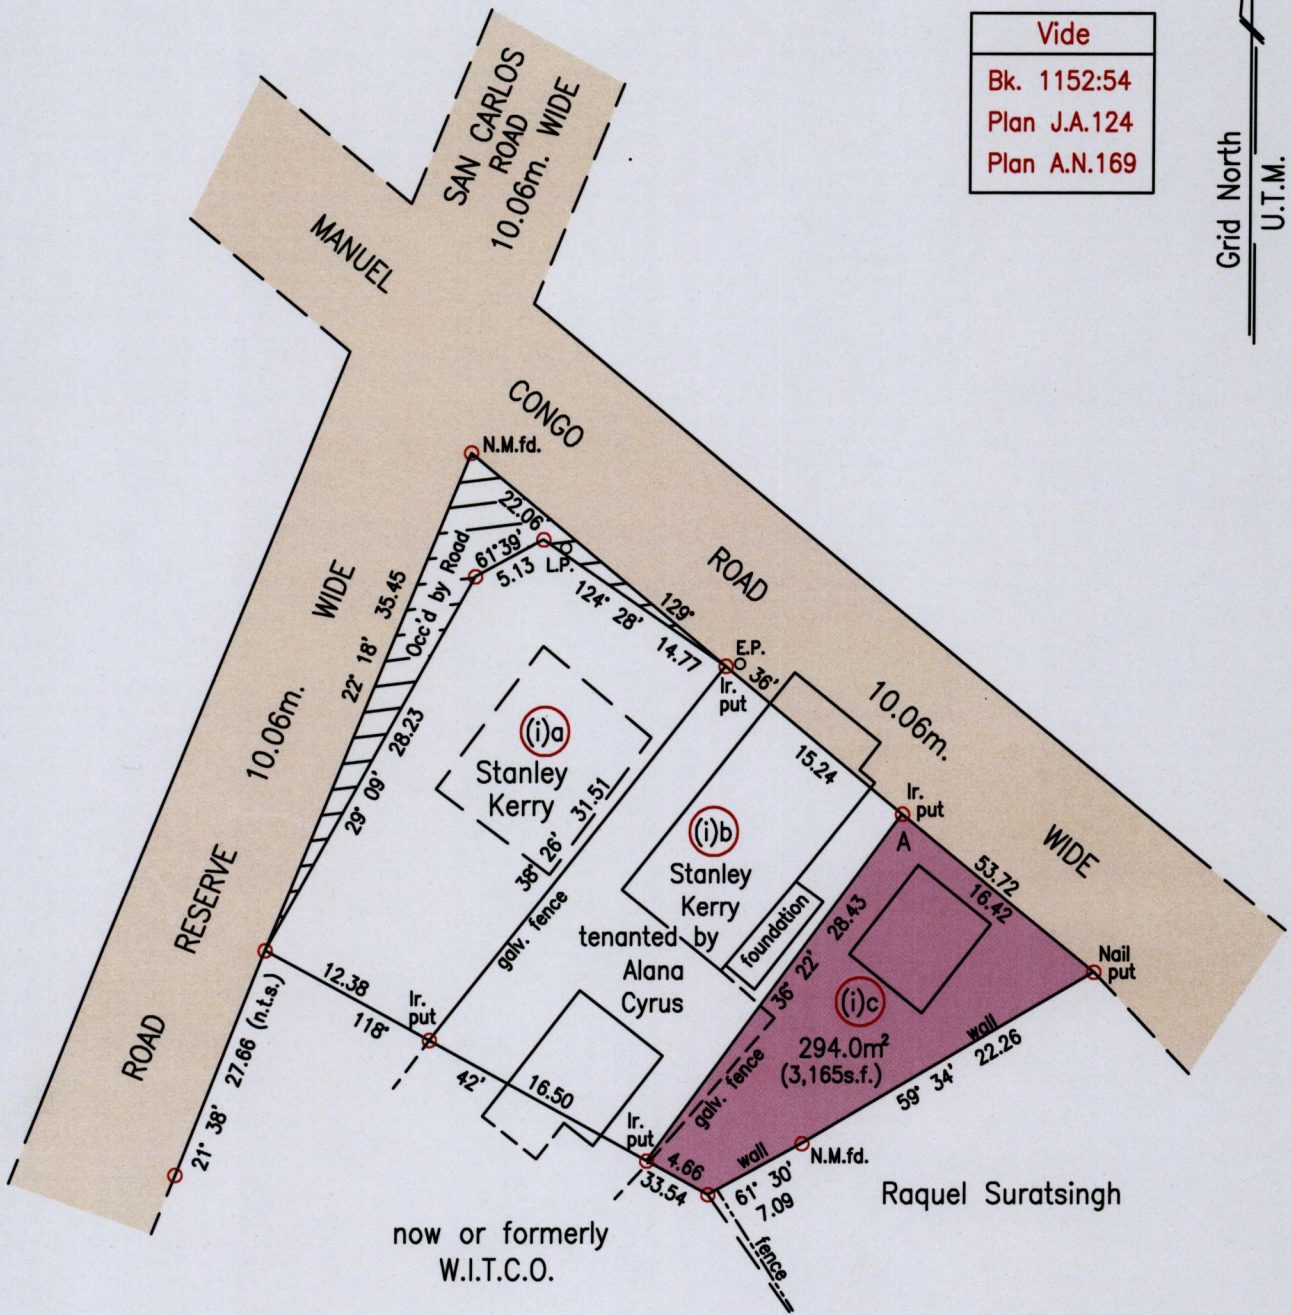 Vide
Bk. 1152:54
Plan J.A.124
Plan A.N.169
Grid North
U.T.M.
SAN CARLOS
ROAD
10.06m. WIDE
MANUEL
CONGO
ROAD
10.06m.
WIDE
ROAD
RESERVE
10.06m.
WIDE
N.M.fd.
22.06
61°39'
5.13
L.P.
Occ'd by Road
124° 28'
14.77
129°
36'
E.P.
Ir.
put
22° 18'
35.45
29° 09'
28.23
(i)a
Stanley
Kerry
38° 26'
31.51
galv. fence
15.24
(i)b
Stanley
Kerry
tenanted by
Alana
Cyrus
foundation
Ir.
put
A
53.72
16.42
Nail
put
36° 22'
28.43
galv. fence
(i)c
294.0m²
(3,165s.f.)
wall
22.26
59° 34'
N.M.fd.
wall
61° 30'
7.09
12.38
118°
Ir.
put
42'
16.50
Ir.
put
4.66
33.54
21° 38'
27.66 (n.t.s.)
Raquel Suratsingh
now or formerly
W.I.T.C.O.
fence